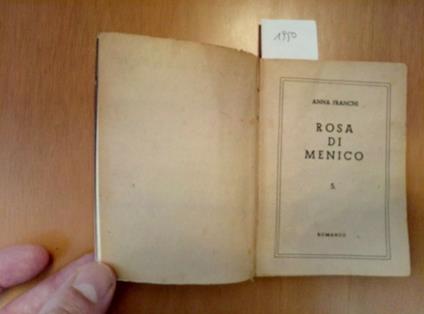 1950
ANNA FRANCHI
ROSA
DI
MENICO
5.
ROMANZO